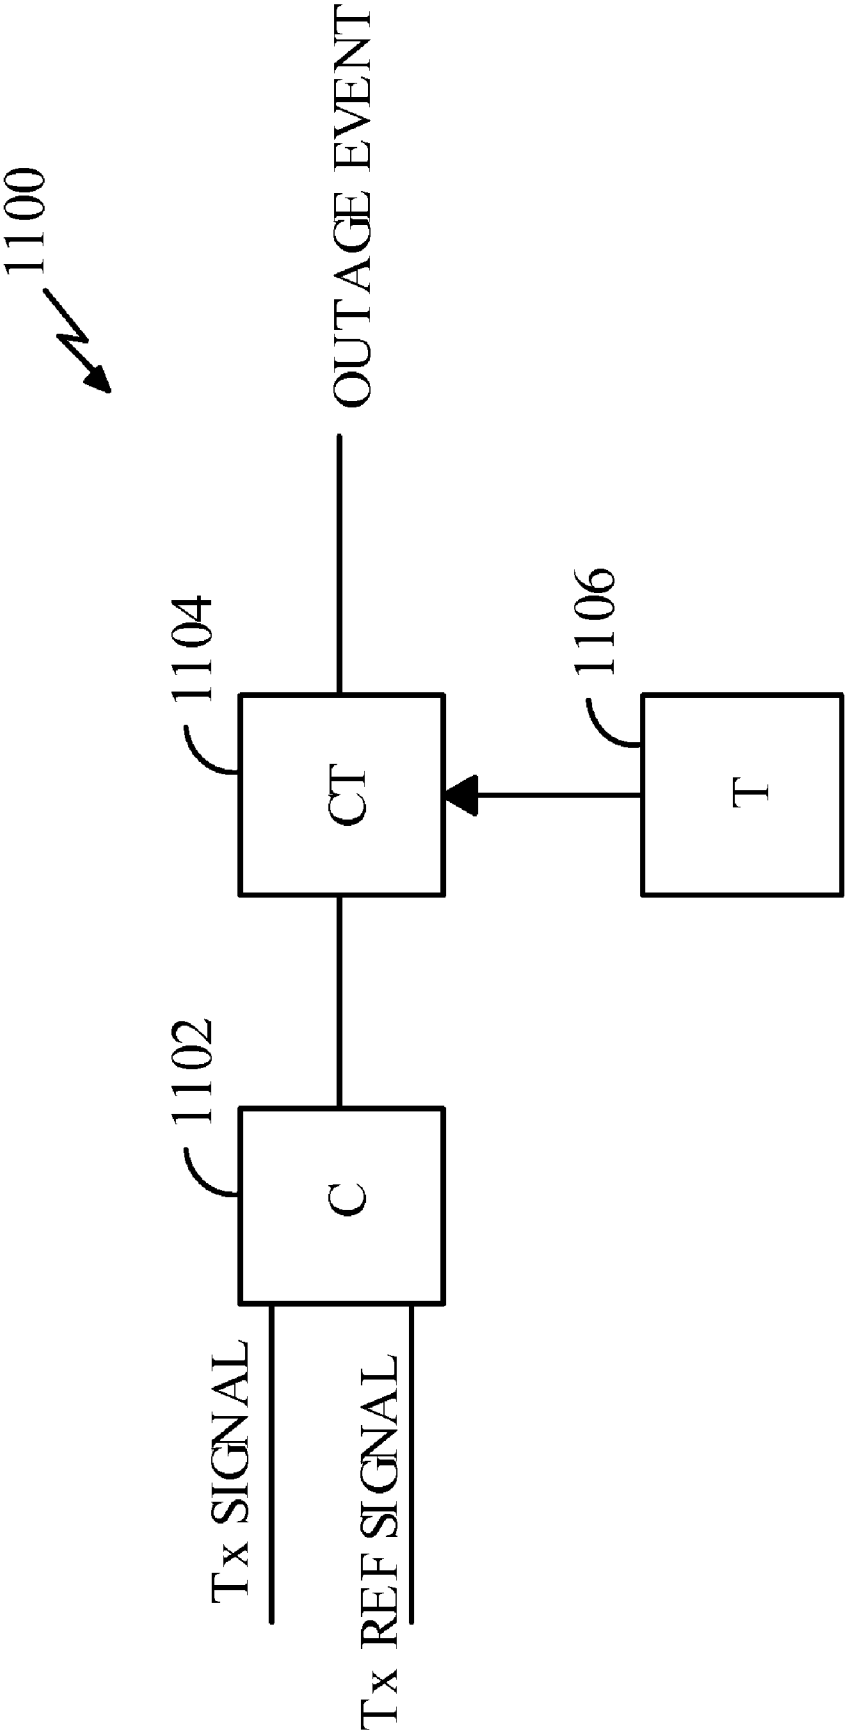 1100
Tx SIGNAL
Tx REF SIGNAL
1102
C
1104
CT
OUTAGE EVENT
1106
T